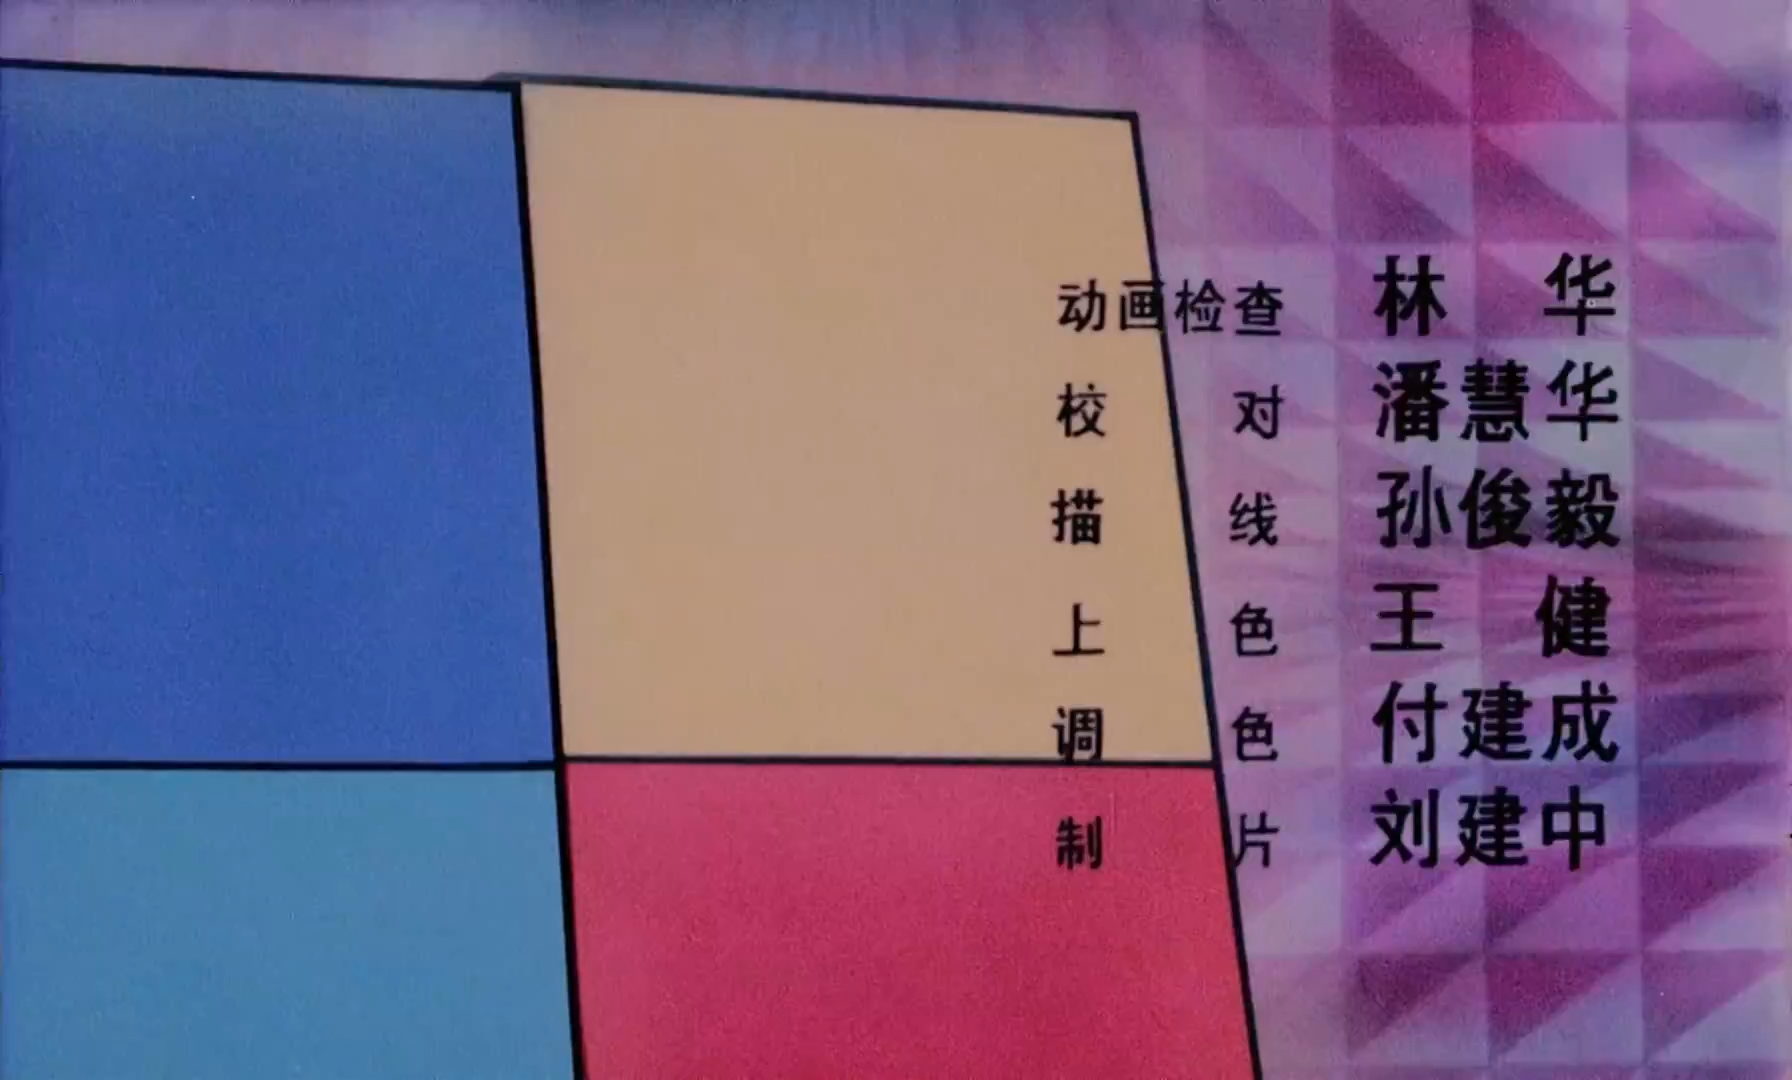 动画检查 林华
校对 潘慧华
描线 孙俊毅
上色 王健
调色 付建成
制片 刘建中